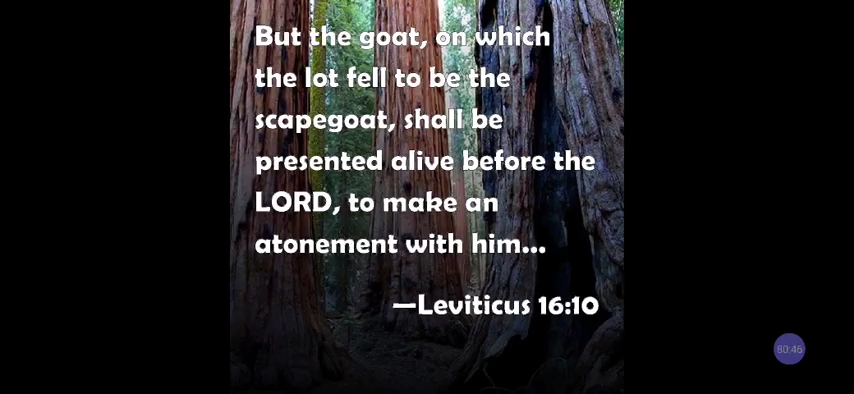 But the goat, on which
the lot fell to be the
scapegoat, shall be
presented alive before the
LORD, to make an
atonement with him...
—Leviticus 16:10
80:46